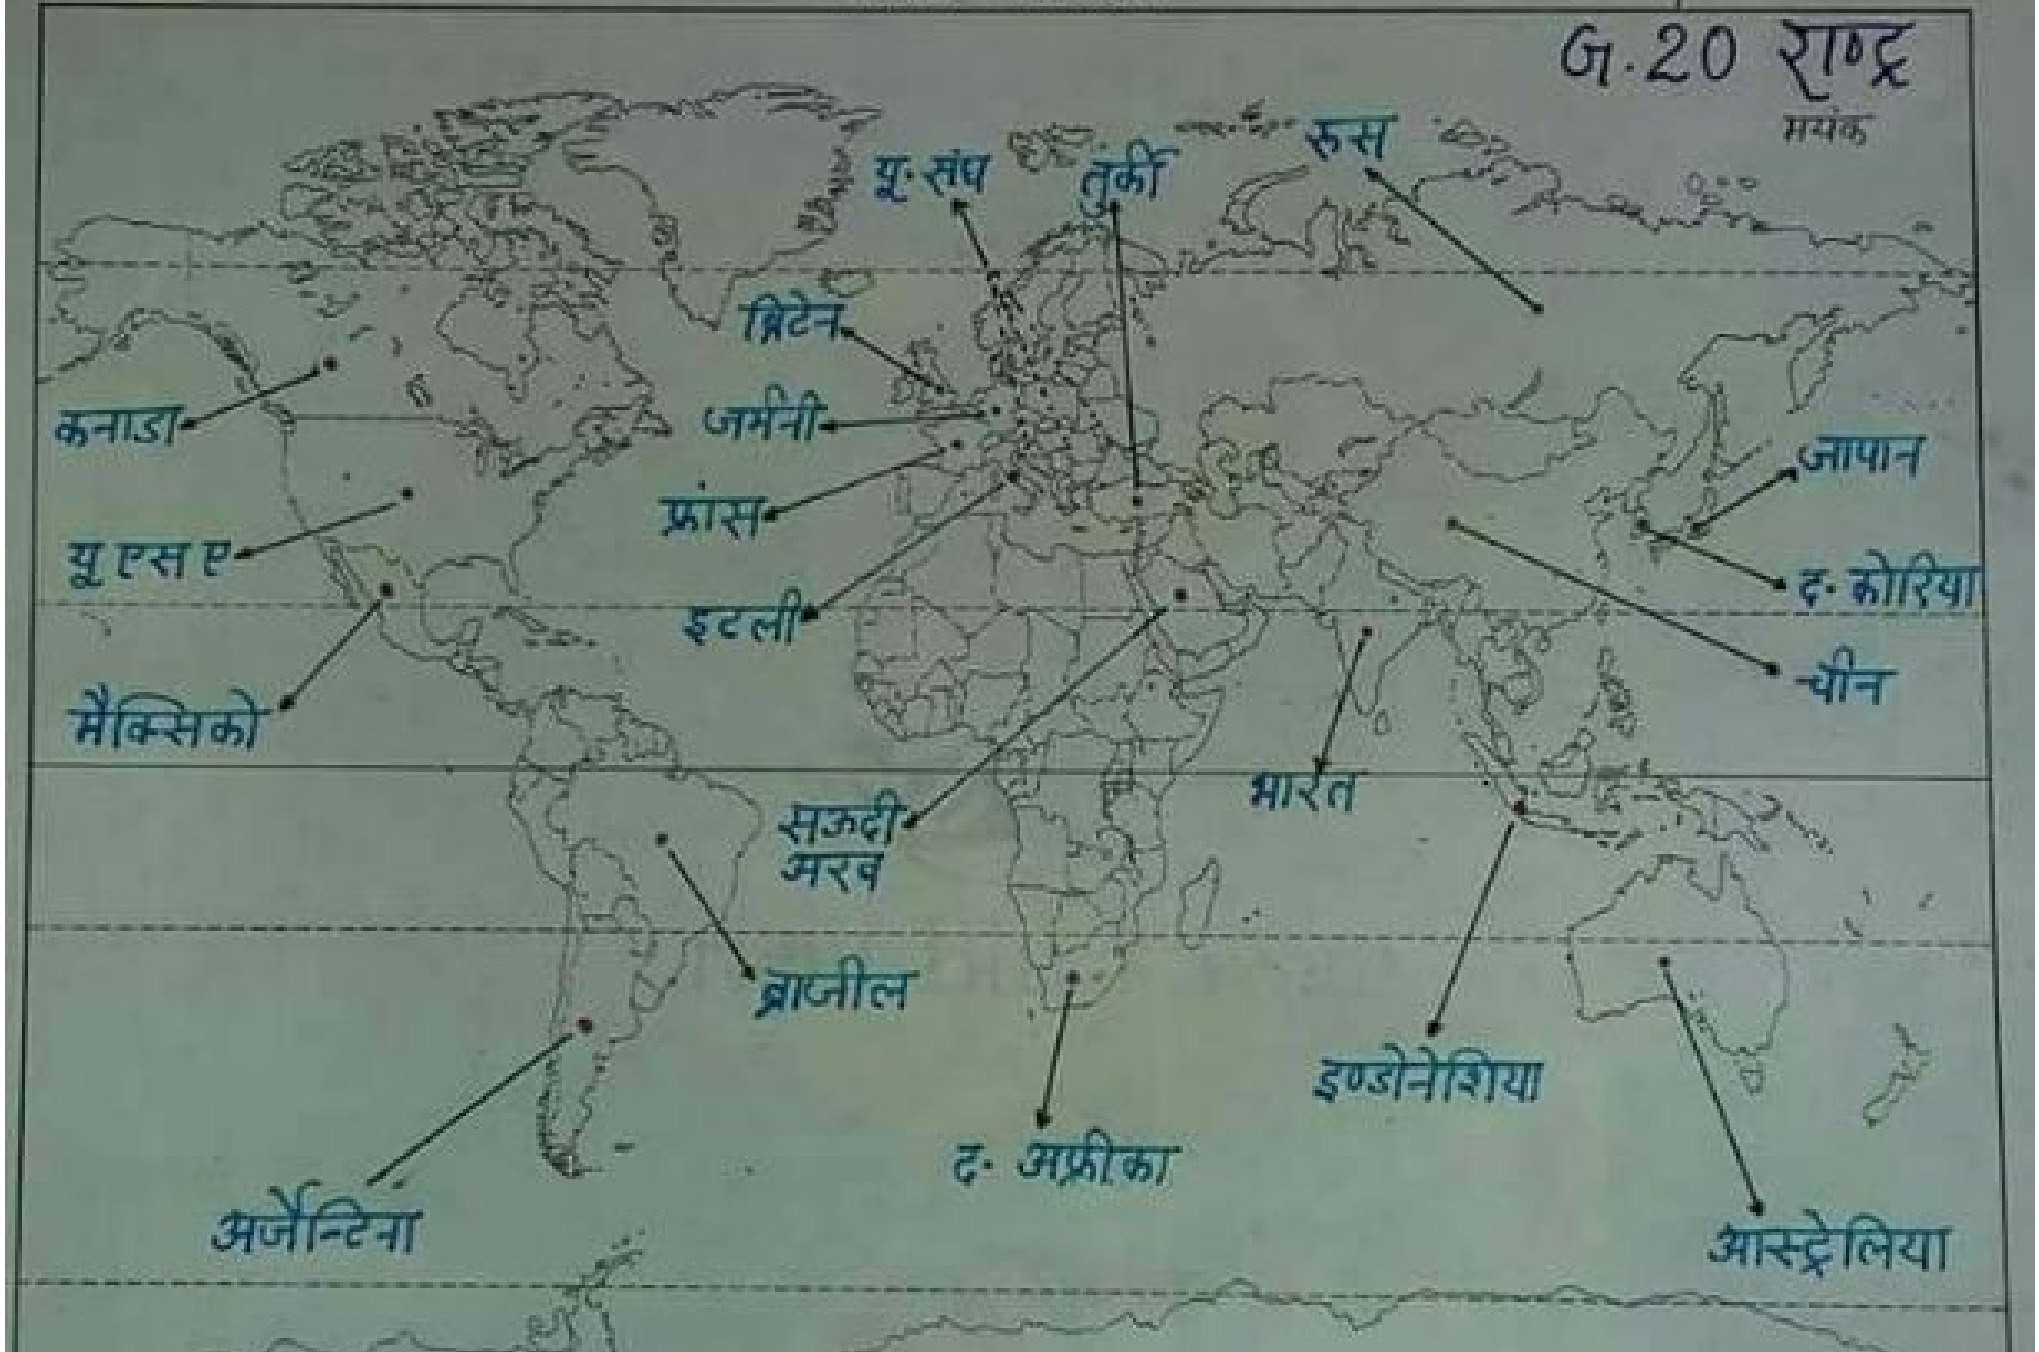 G.20 राष्ट्र
मयंक
रूस
यू. संघ
तुर्की
ब्रिटेन
कनाडा
जर्मनी
जापान
फ्रांस
यू एस ए
द. कोरिया
इटली
चीन
मैक्सिको
भारत
सऊदी
अरब
ब्राजील
इण्डोनेशिया
द. अफ्रीका
अर्जैन्टिना
आस्ट्रेलिया